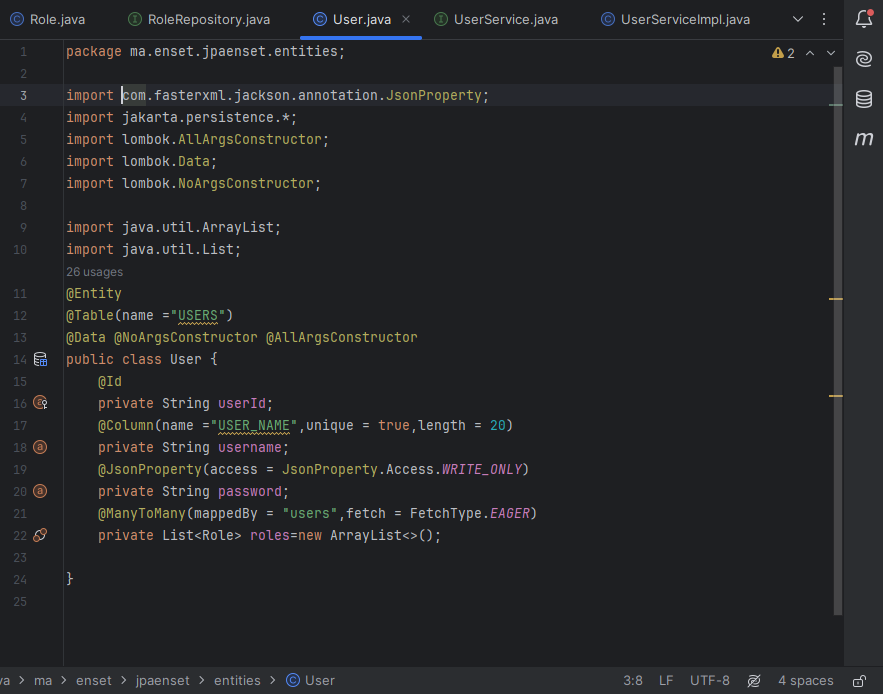 Role.java RoleRepository.java User.java UserService.java UserServiceImpl.java
1 package ma.enset.jpaenset.entities; 2
2
3 import com.fasterxml.jackson.annotation.JsonProperty;
4 import jakarta.persistence.*;
5 import lombok.AllArgsConstructor;
6 import lombok.Data;
7 import lombok.NoArgsConstructor;
8
9 import java.util.ArrayList;
10 import java.util.List;
26 usages
11 @Entity
12 @Table(name ="USERS")
13 @Data @NoArgsConstructor @AllArgsConstructor
14 public class User {
15 @Id
16 private String userId;
17 @Column(name ="USER_NAME",unique = true,length = 20)
18 private String username;
19 @JsonProperty(access = JsonProperty.Access.WRITE_ONLY)
20 private String password;
21 @ManyToMany(mappedBy = "users",fetch = FetchType.EAGER)
22 private List<Role> roles=new ArrayList<>();
23
24 }
25
va > ma > enset > jpaenset > entities > User 3:8 LF UTF-8 4 spaces